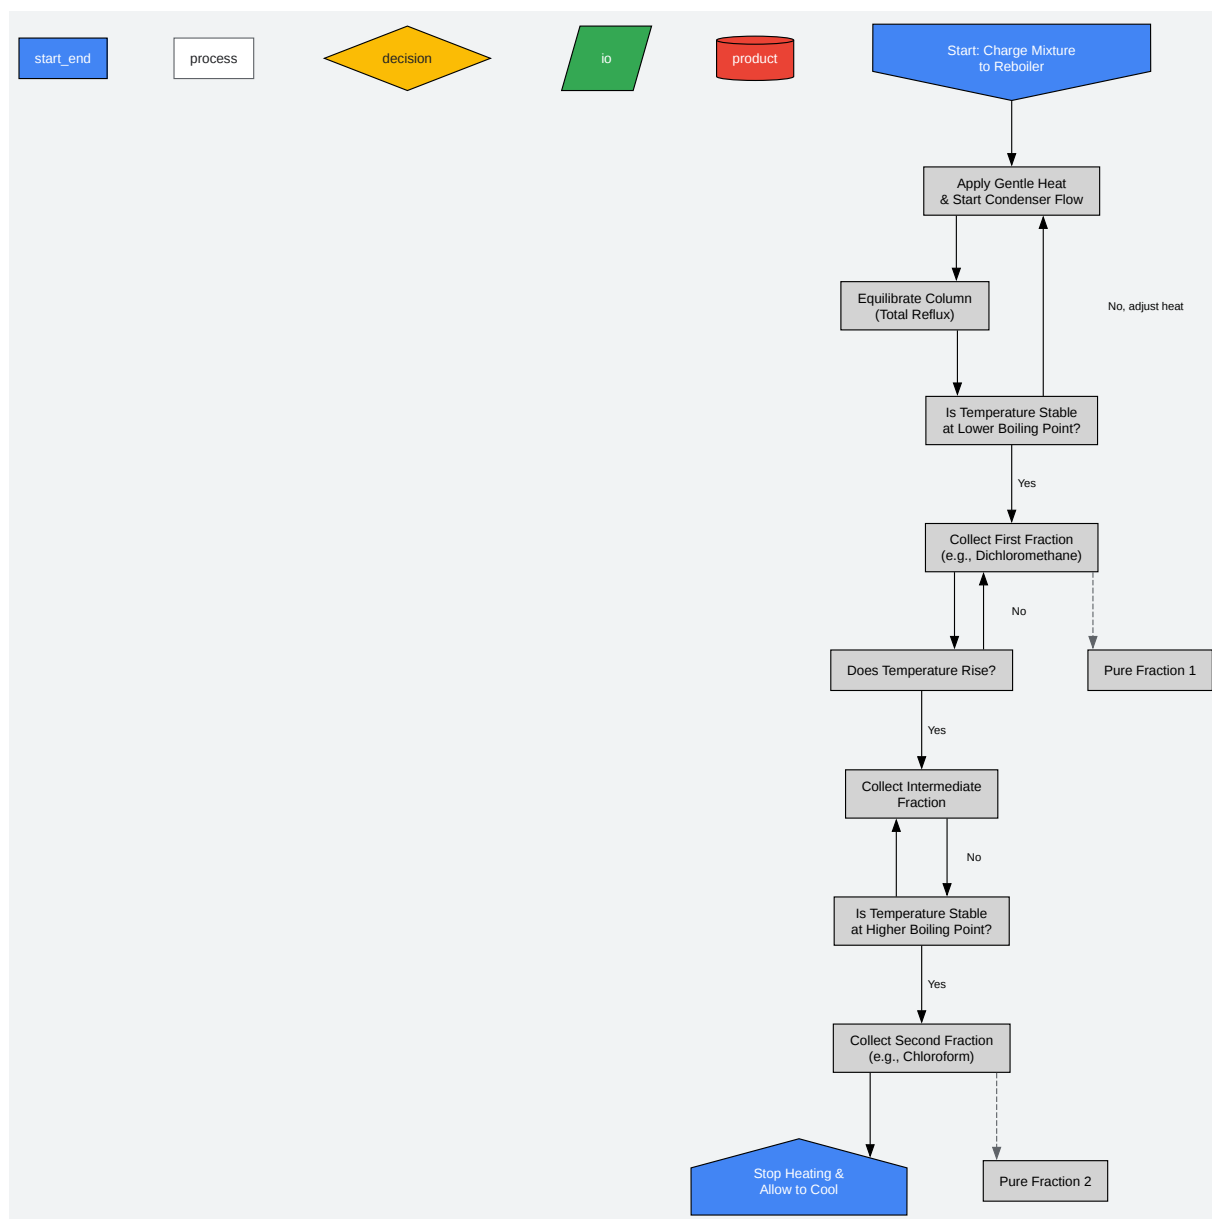 start_end
process
decision
io
product
Start: Charge Mixture
to Reboiler
Apply Gentle Heat
& Start Condenser Flow
Equilibrate Column
(Total Reflux)
No, adjust heat
Is Temperature Stable
at Lower Boiling Point?
Yes
Collect First Fraction
(e.g., Dichloromethane)
No
Does Temperature Rise?
Pure Fraction 1
Yes
Collect Intermediate
Fraction
No
Is Temperature Stable
at Higher Boiling Point?
Yes
Collect Second Fraction
(e.g., Chloroform)
Stop Heating &
Allow to Cool
Pure Fraction 2